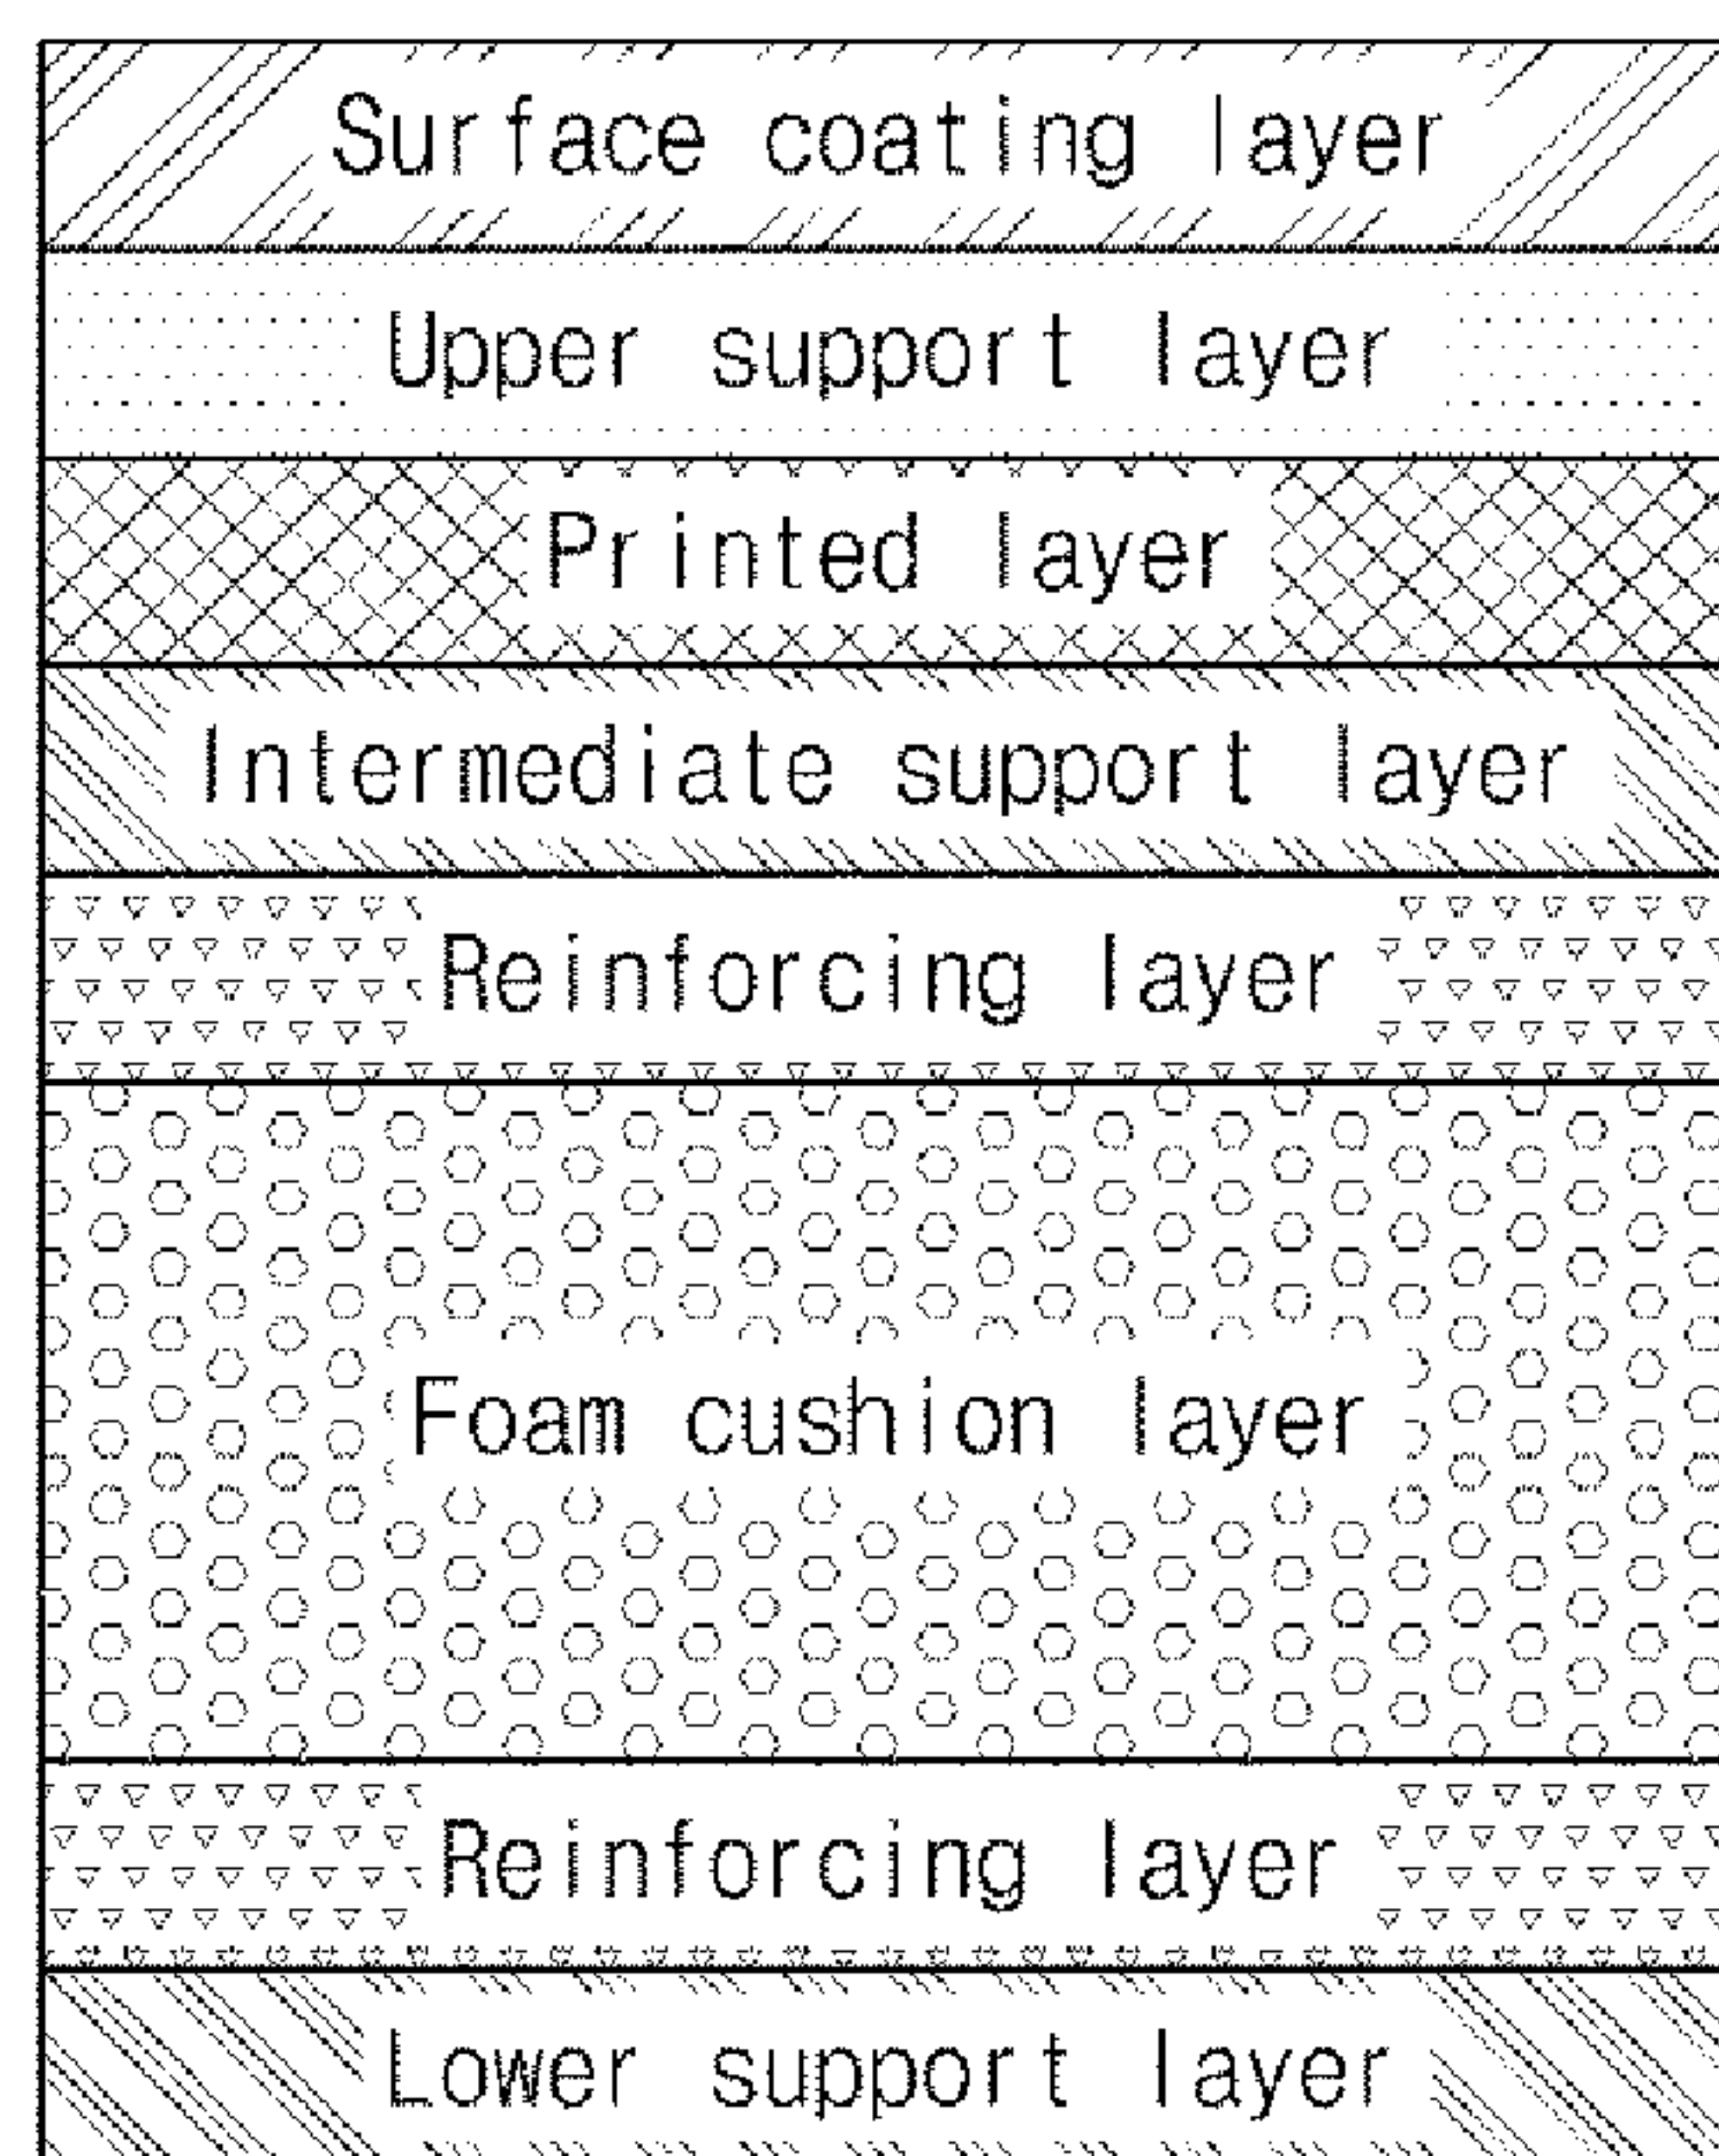 Surface coating layer
Upper support layer
Printed layer
Intermediate support layer
Reinforcing layer
Foam cushion layer
Reinforcing layer
Lower support layer